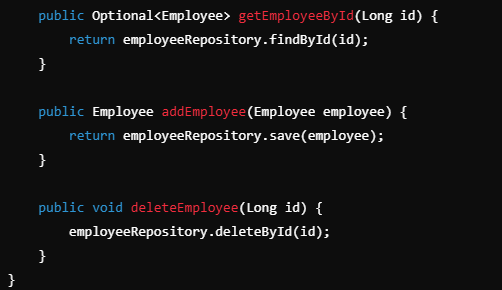 public Optional<Employee> getEmployeeById(Long id) {
return employeeRepository.findById(id);
}
public Employee addEmployee(Employee employee) {
return employeeRepository.save(employee);
}
public void deleteEmployee(Long id) {
employeeRepository.deleteById(id);
}
}